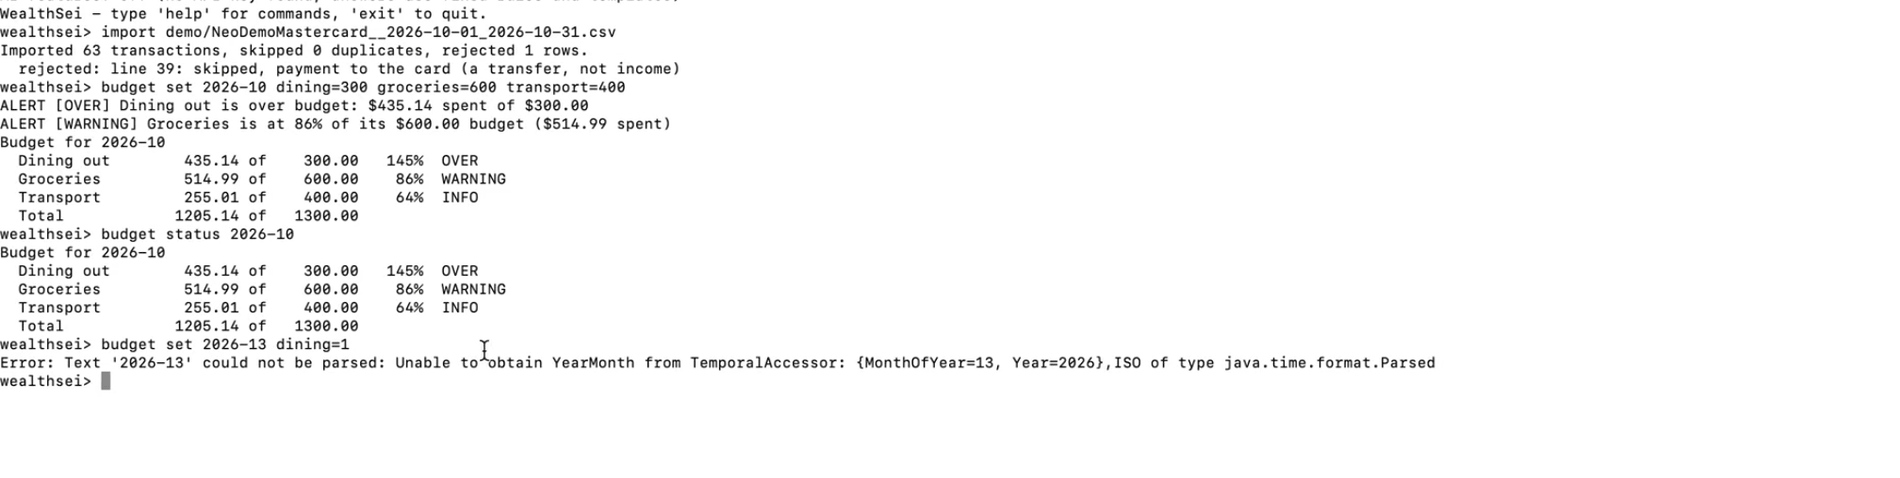 WealthSei – type 'help' for commands, 'exit' to quit.
wealthsei> import demo/NeoDemoMastercard__2026-10-01_2026-10-31.csv
Imported 63 transactions, skipped 0 duplicates, rejected 1 rows.
  rejected: line 39: skipped, payment to the card (a transfer, not income)
wealthsei> budget set 2026-10 dining=300 groceries=600 transport=400
ALERT [OVER] Dining out is over budget: $435.14 spent of $300.00
ALERT [WARNING] Groceries is at 86% of its $600.00 budget ($514.99 spent)
Budget for 2026-10
  Dining out        435.14 of    300.00   145%  OVER
  Groceries         514.99 of    600.00    86%  WARNING
  Transport         255.01 of    400.00    64%  INFO
  Total            1205.14 of   1300.00
wealthsei> budget status 2026-10
Budget for 2026-10
  Dining out        435.14 of    300.00   145%  OVER
  Groceries         514.99 of    600.00    86%  WARNING
  Transport         255.01 of    400.00    64%  INFO
  Total            1205.14 of   1300.00
wealthsei> budget set 2026-13 dining=1
Error: Text '2026-13' could not be parsed: Unable to obtain YearMonth from TemporalAccessor: {MonthOfYear=13, Year=2026},ISO of type java.time.format.Parsed
wealthsei>